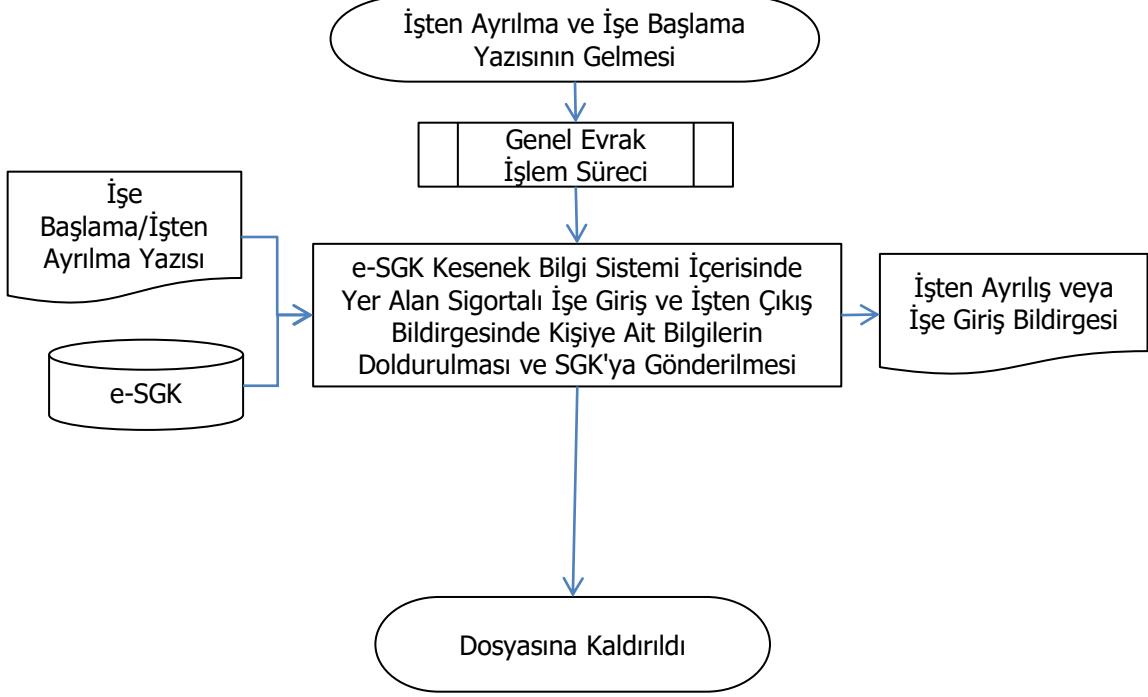 İşten Ayrılma ve İşe Başlama
Yazısının Gelmesi
Genel Evrak
İşlem Süreci
İşe
Başlama/İşten
Ayrılma Yazısı
e-SGK Kesenek Bilgi Sistemi İçerisinde
Yer Alan Sigortalı İşe Giriş ve İşten Çıkış
Bildirgesinde Kişiye Ait Bilgilerin
Doldurulması ve SGK'ya Gönderilmesi
İşten Ayrılış veya
İşe Giriş Bildirgesi
e-SGK
Dosyasına Kaldırıldı